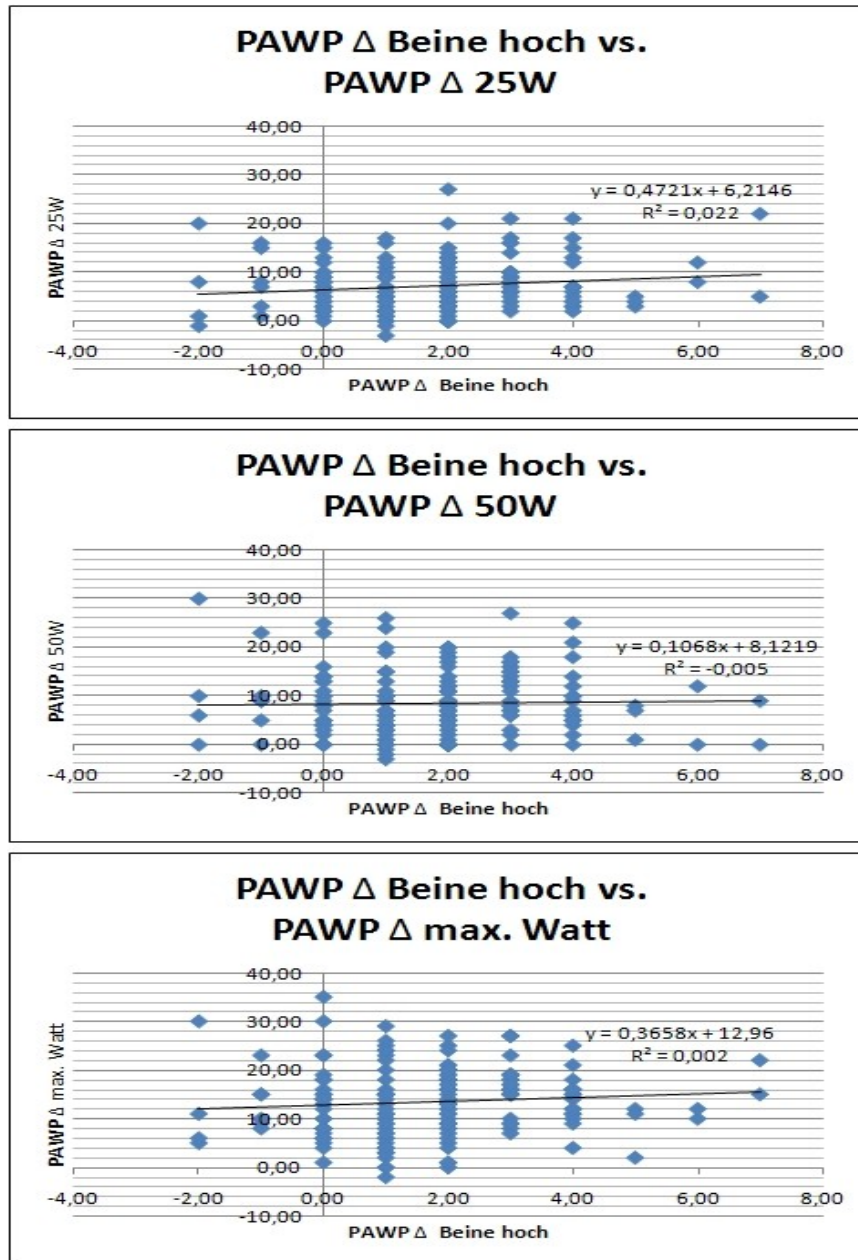 PAWP Δ Beine hoch vs.
PAWP Δ 25W
40,00
30,00
y = 0,4721x + 6,2146
R² = 0,022
20,00
10,00
0,00
-4,00 -2,00 0,00 2,00 4,00 6,00 8,00
-10,00
PAWP Δ 25W
PAWP Δ Beine hoch
PAWP Δ Beine hoch vs.
PAWP Δ 50W
40,00
30,00
20,00
y = 0,1068x + 8,1219
R² = -0,005
10,00
0,00
-4,00 -2,00 0,00 2,00 4,00 6,00 8,00
-10,00
PAWP Δ 50W
PAWP Δ Beine hoch
PAWP Δ Beine hoch vs.
PAWP Δ max. Watt
40,00
30,00
y = 0,3658x + 12,96
R² = 0,002
20,00
10,00
0,00
-4,00 -2,00 0,00 2,00 4,00 6,00 8,00
-10,00
PAWP Δ max. Watt
PAWP Δ Beine hoch